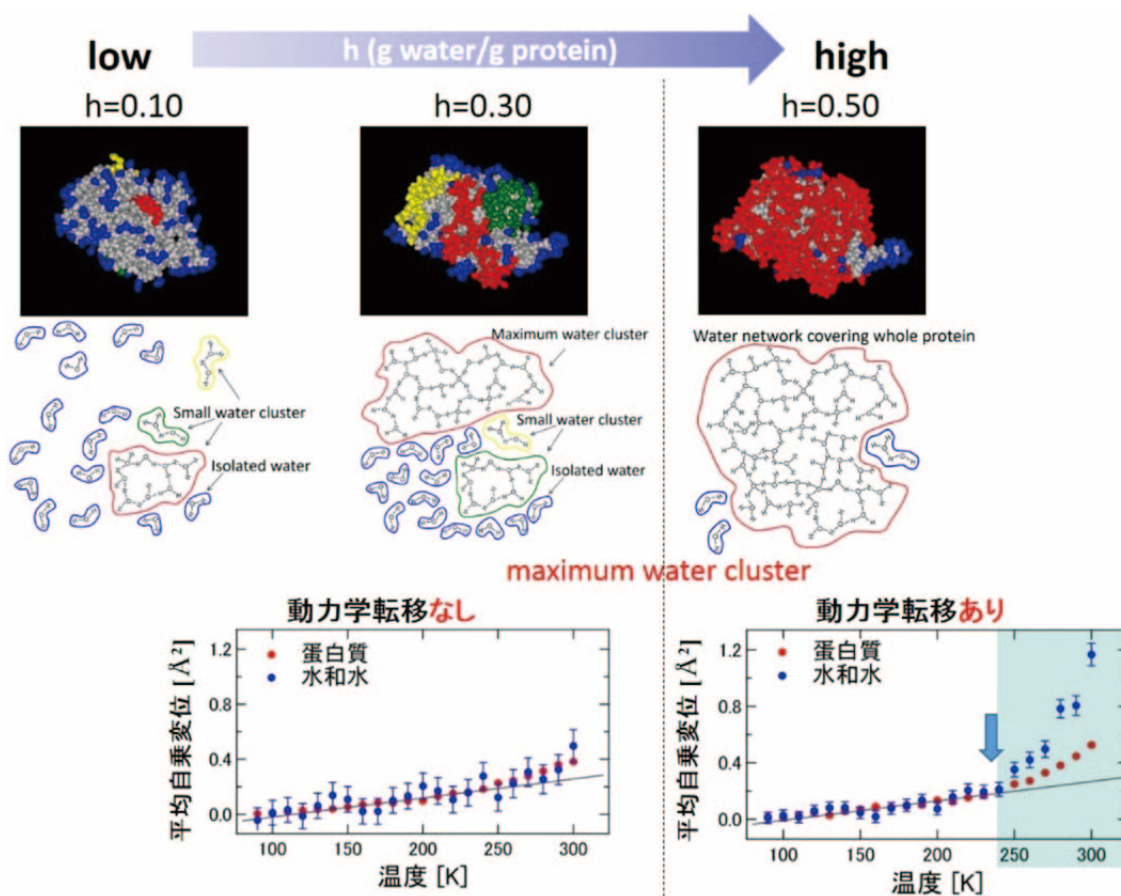 low
h (g water/g protein)
high
h=0.10
h=0.30
h=0.50
Maximum water cluster
Water network covering whole protein
Small water cluster
Small water cluster
Isolated water
Isolated water
maximum water cluster
動力学転移なし
動力学転移あり
平均自乗変位 [Å²]
1.2
0.8
0.4
0.0
蛋白質
水和水
100
150
200
250
300
温度 [K]
平均自乗変位 [Å²]
1.2
0.8
0.4
0.0
蛋白質
水和水
100
150
200
250
300
温度 [K]